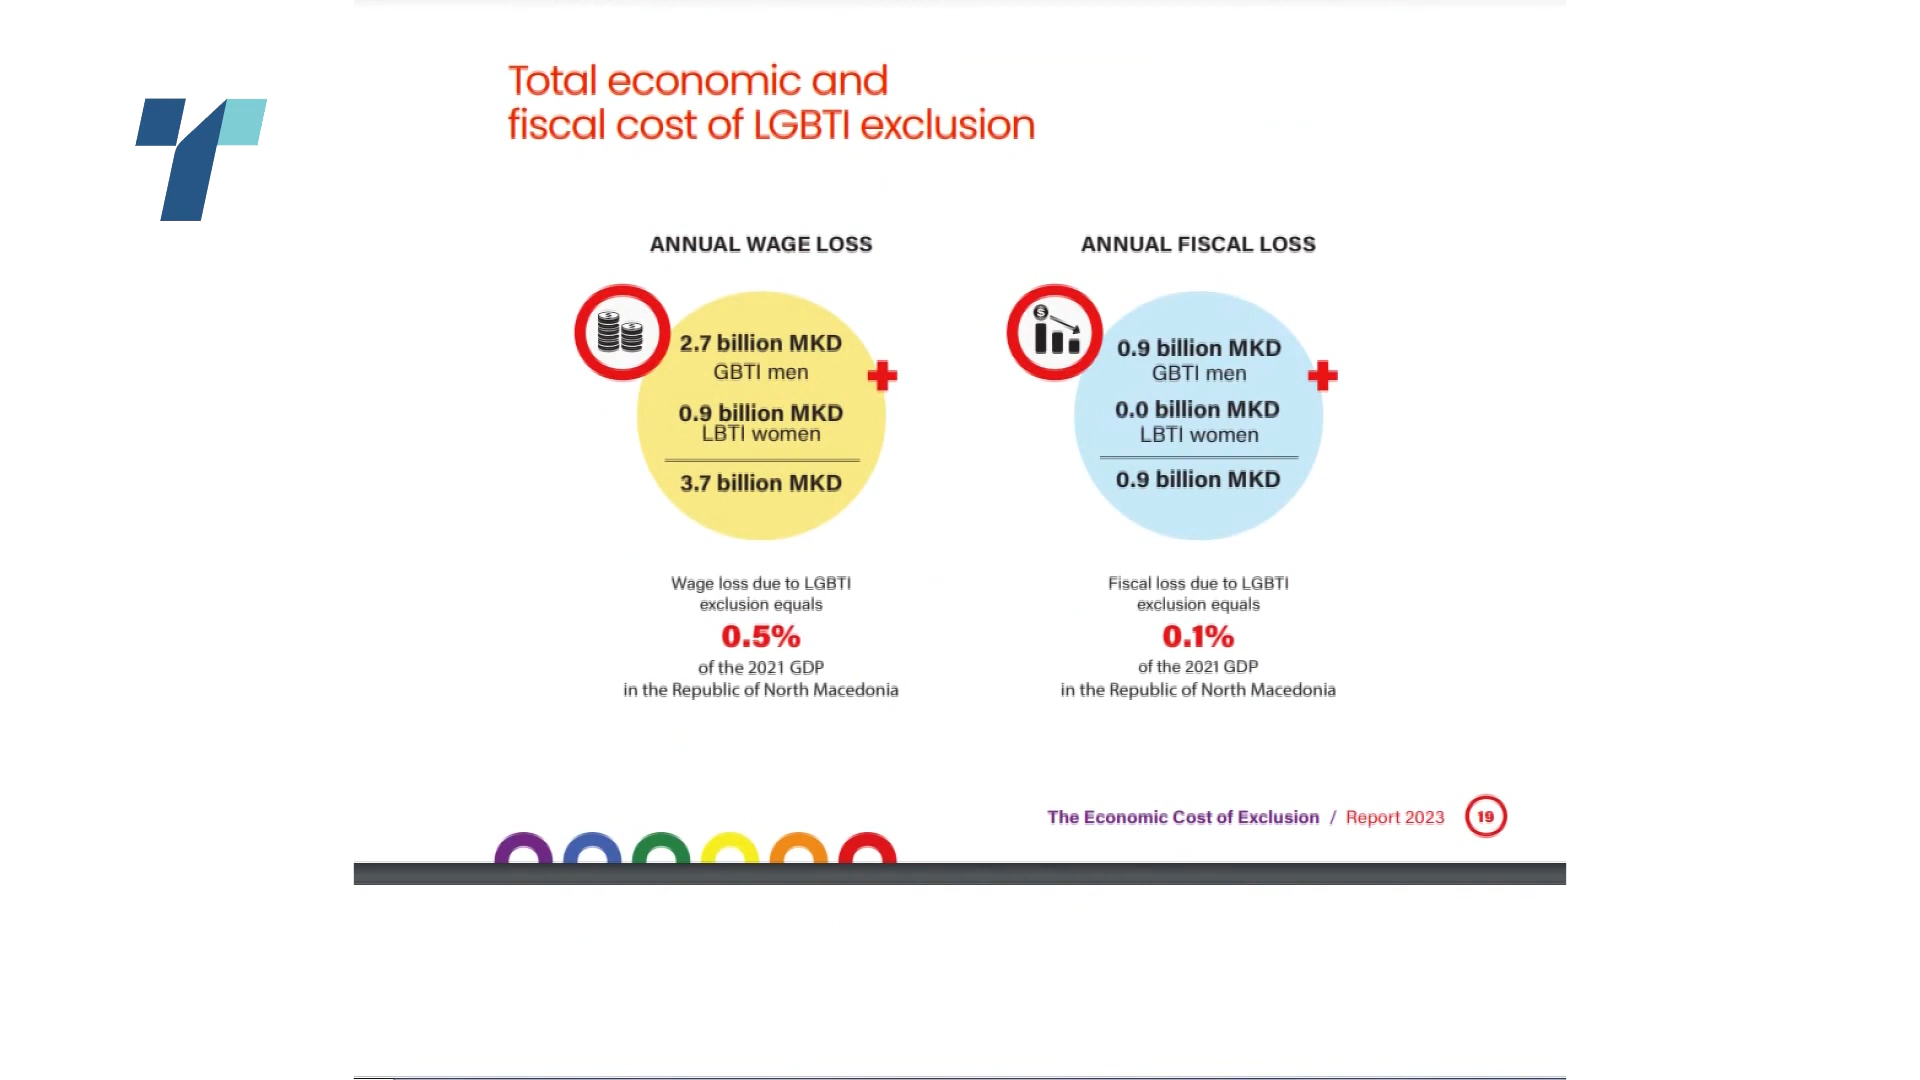 Total economic and
fiscal cost of LGBTI exclusion
ANNUAL WAGE LOSS
2.7 billion MKD
GBTI men
0.9 billion MKD
LBTI women
3.7 billion MKD
Wage loss due to LGBTI
exclusion equals
0.5%
of the 2021 GDP
in the Republic of North Macedonia
ANNUAL FISCAL LOSS
0.9 billion MKD
GBTI men
0.0 billion MKD
LBTI women
0.9 billion MKD
Fiscal loss due to LGBTI
exclusion equals
0.1%
of the 2021 GDP
in the Republic of North Macedonia
The Economic Cost of Exclusion / Report 2023 19